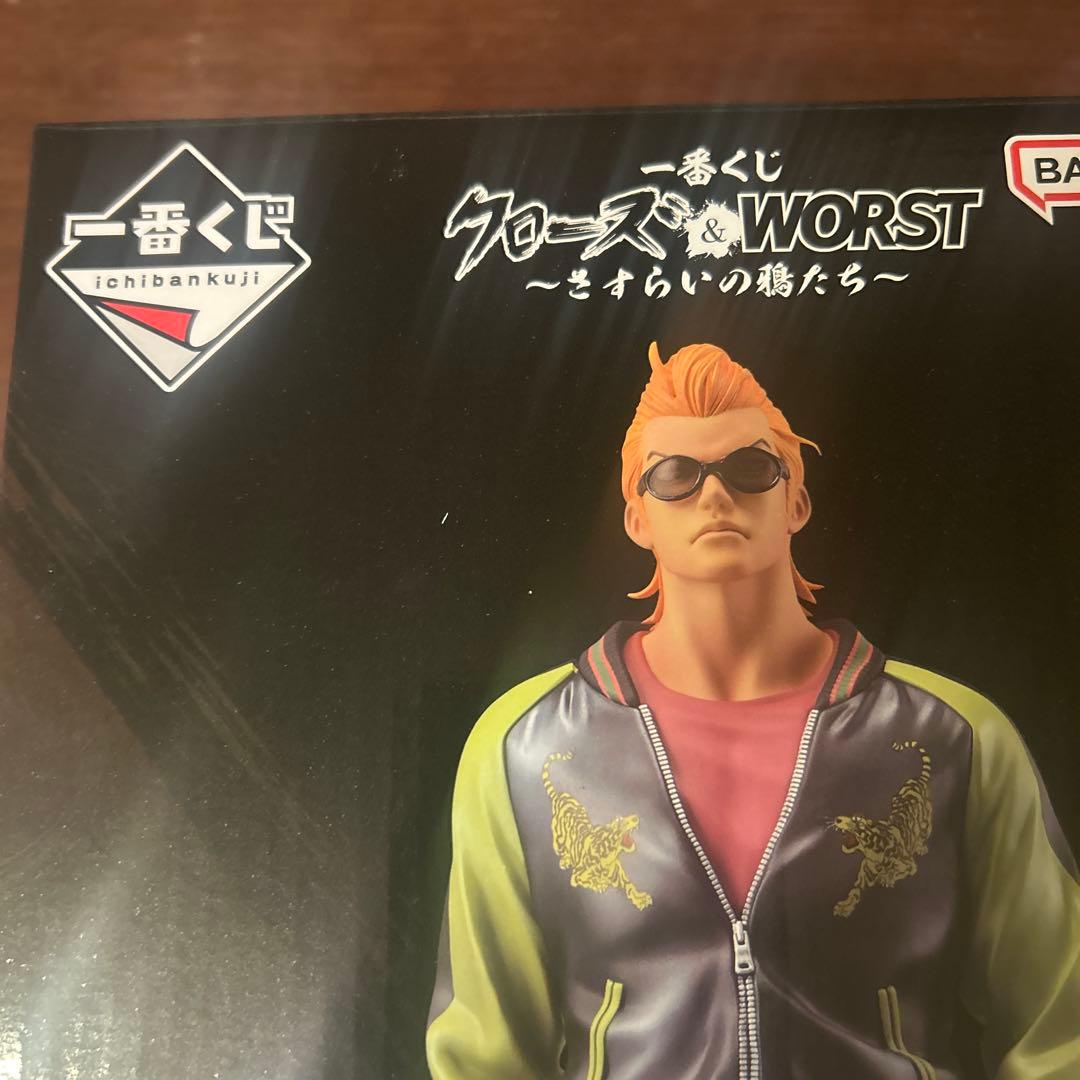 一番くじ
ichibankuji
一番くじ
クローズ&WORST
～さすらいの鴉たち～
BA